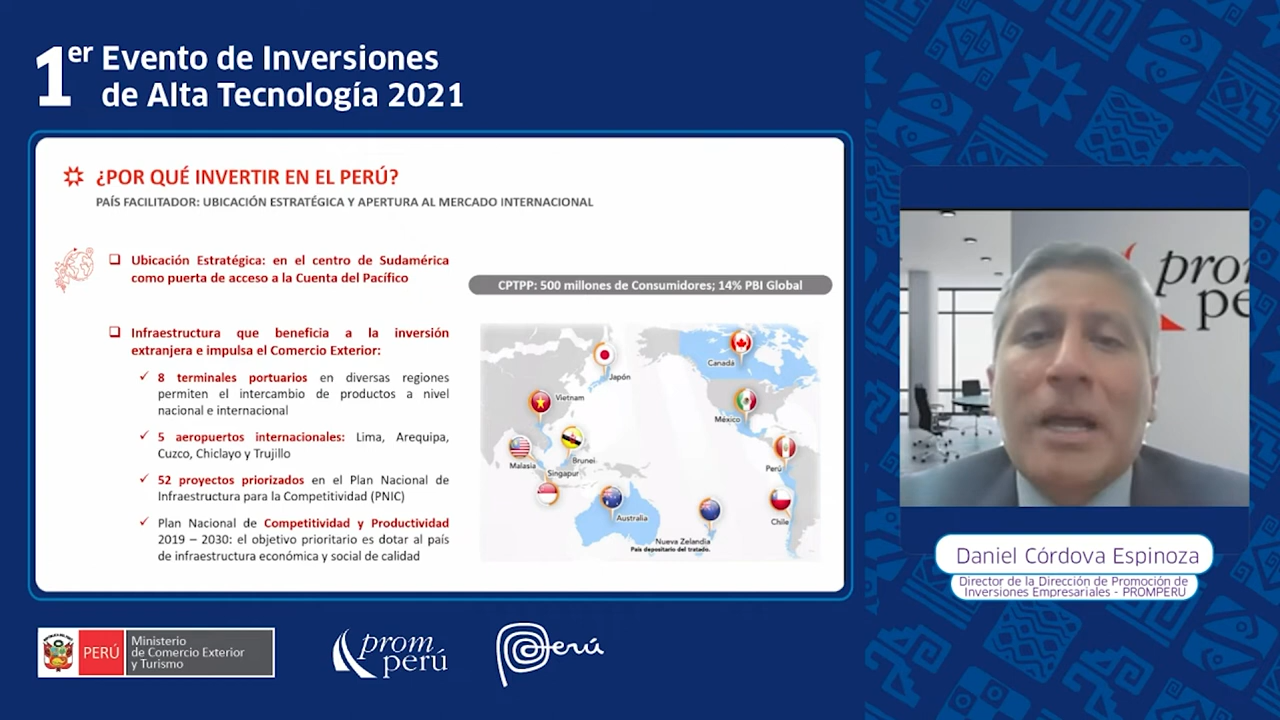 1er Evento de Inversiones
de Alta Tecnología 2021
¿POR QUÉ INVERTIR EN EL PERÚ?
PAÍS FACILITADOR: UBICACIÓN ESTRATÉGICA Y APERTURA AL MERCADO INTERNACIONAL
Ubicación Estratégica: en el centro de Sudamérica
como puerta de acceso a la Cuenta del Pacífico
Infraestructura que beneficia a la inversión
extranjera e impulsa el Comercio Exterior:
8 terminales portuarios en diversas regiones
permiten el intercambio de productos a nivel
nacional e internacional
5 aeropuertos internacionales: Lima, Arequipa,
Cuzco, Chiclayo y Trujillo
52 proyectos priorizados en el Plan Nacional de
Infraestructura para la Competitividad (PNIC)
Plan Nacional de Competitividad y Productividad
2019 – 2030: el objetivo prioritario es dotar al país
de infraestructura económica y social de calidad
CPTPP: 500 millones de Consumidores; 14% PBI Global
Canadá
Japón
Vietnam
México
Malasia
Brunei
Singapur
Perú
Australia
Chile
Nueva Zelandia
País depositario del tratado.
prom
pe
Daniel Córdova Espinoza
Director de la Dirección de Promoción de
Inversiones Empresariales - PROMPERÚ
PERÚ
Ministerio
de Comercio Exterior
y Turismo
prom
perú
Perú